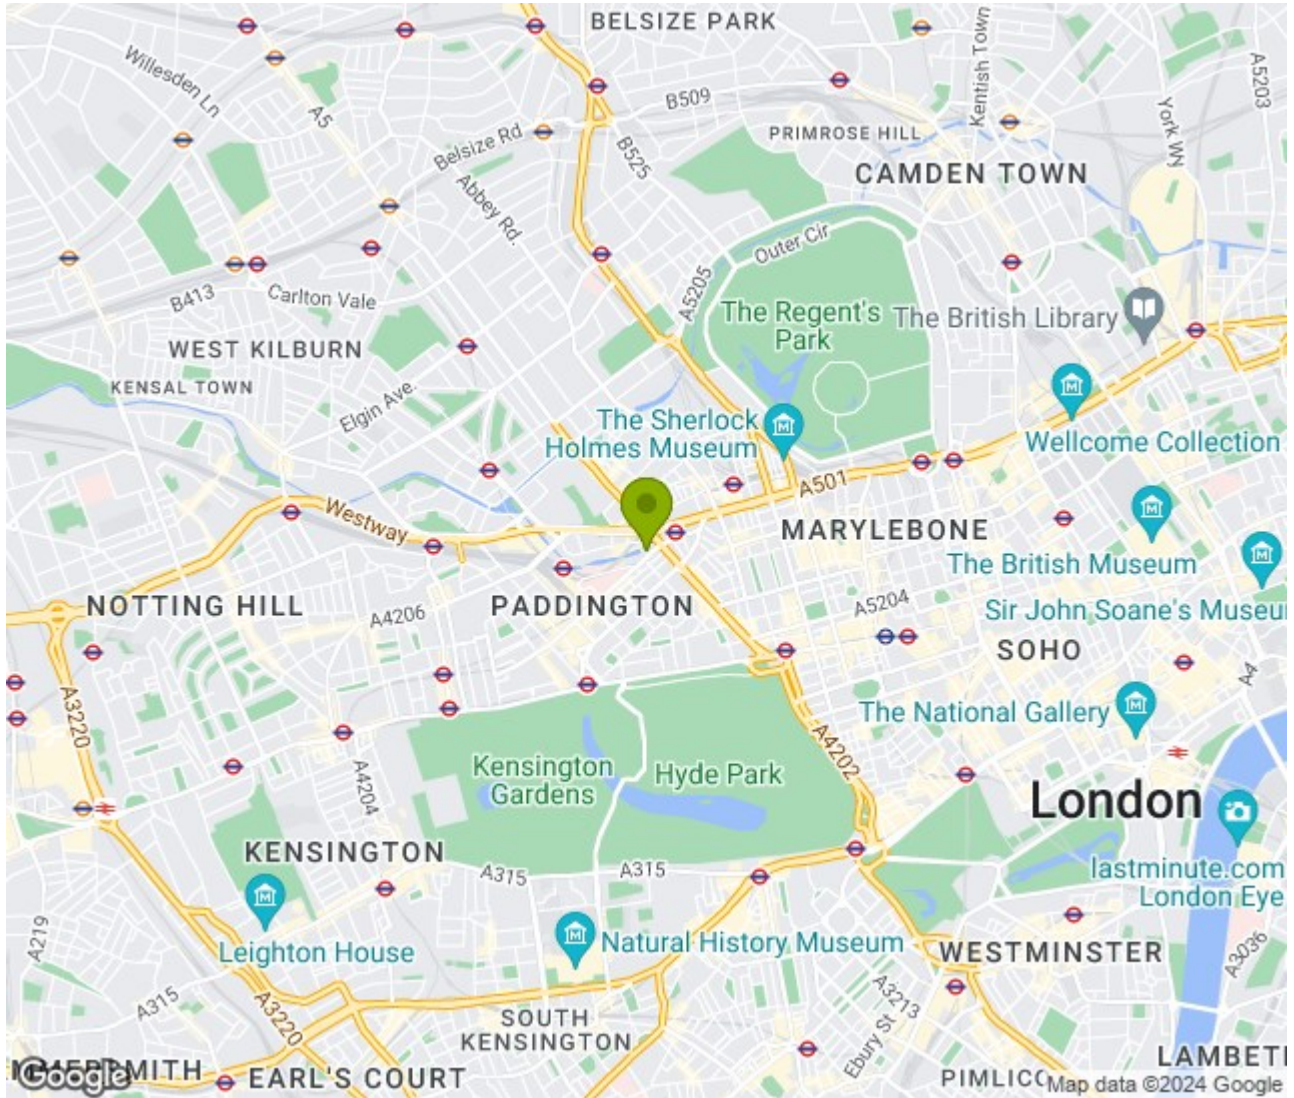 BELSIZE PARK
Willesden Ln
A5
B509
Kentish Town
A5203
York Wy
Belsize Rd
B525
PRIMROSE HILL
CAMDEN TOWN
Abbey Rd.
Outer Cir
B413
Carlton Vale
A5205
The Regent's
Park
The British Library
WEST KILBURN
KENSAL TOWN
Elgin Ave.
The Sherlock
Holmes Museum
Wellcome Collection
A501
Westway
MARYLEBONE
The British Museum
NOTTING HILL
A4206
PADDINGTON
A5204
Sir John Soane's Museu
SOHO
A4
A3220
The National Gallery
A4202
Kensington
Gardens
Hyde Park
A4204
London
KENSINGTON
A315
A315
lastminute.com
London Eye
A219
Leighton House
Natural History Museum
WESTMINSTER
A3036
A315
A3220
SOUTH
KENSINGTON
A3213
Ebury St
LAMBET
MMERSMITH
Google
EARL'S COURT
PIMLICO
Map data ©2024 Google